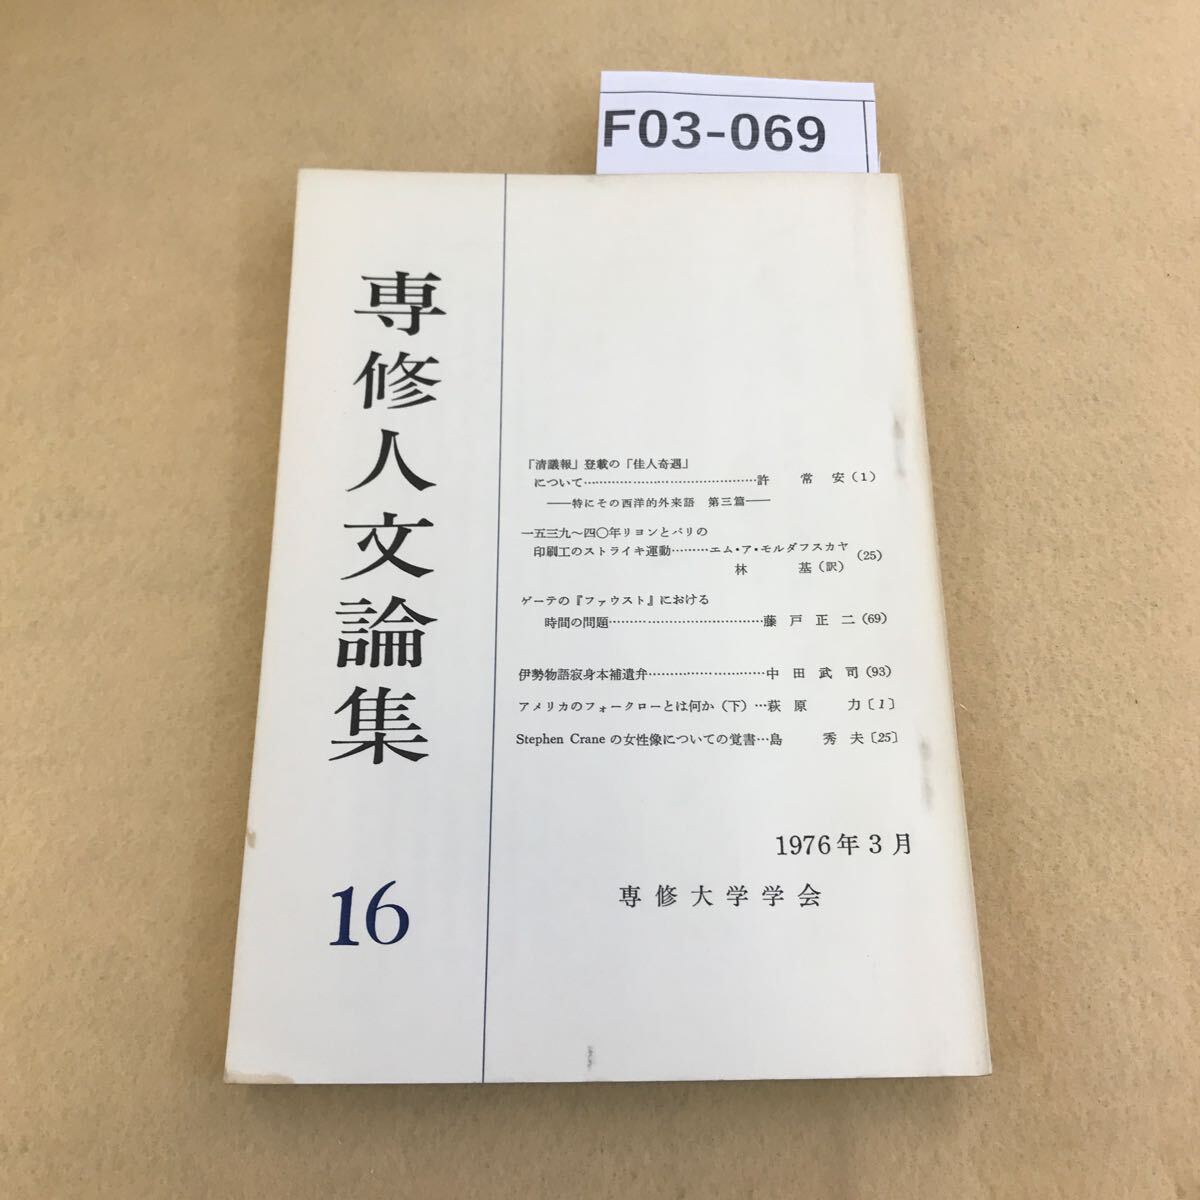 F03-069
専修人文論集
16
「清議報」登載の「佳人奇遇」
について……………………………………許 常 安（1）
――特にその西洋的外来語 第三篇――
一五三九～四〇年リヨンとパリの
印刷工のストライキ運動………エム・ア・モルダフスカヤ
林 基（訳）
(25)
ゲーテの『ファウスト』における
時間の問題………………………………藤戸正二(69)
伊勢物語寂身本補遺弁………………………中田武司(93)
アメリカのフォークローとは何か（下）…萩原 力〔1〕
Stephen Crane の女性像についての覚書…島 秀夫〔25〕
1976年3月
専修大学学会